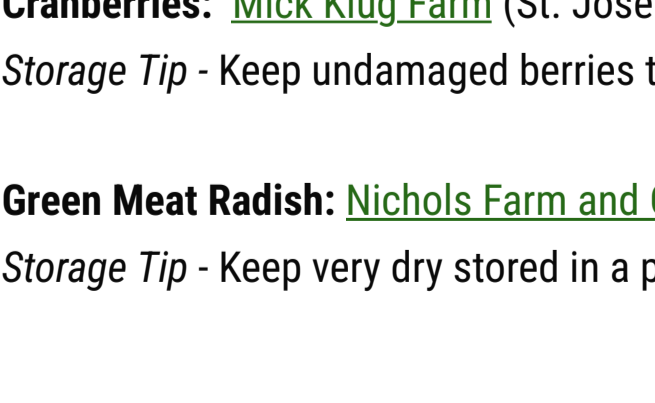 Cranberries: Mick Klug Farm (St. Jose
Storage Tip - Keep undamaged berries t
Green Meat Radish: Nichols Farm and
Storage Tip - Keep very dry stored in a p